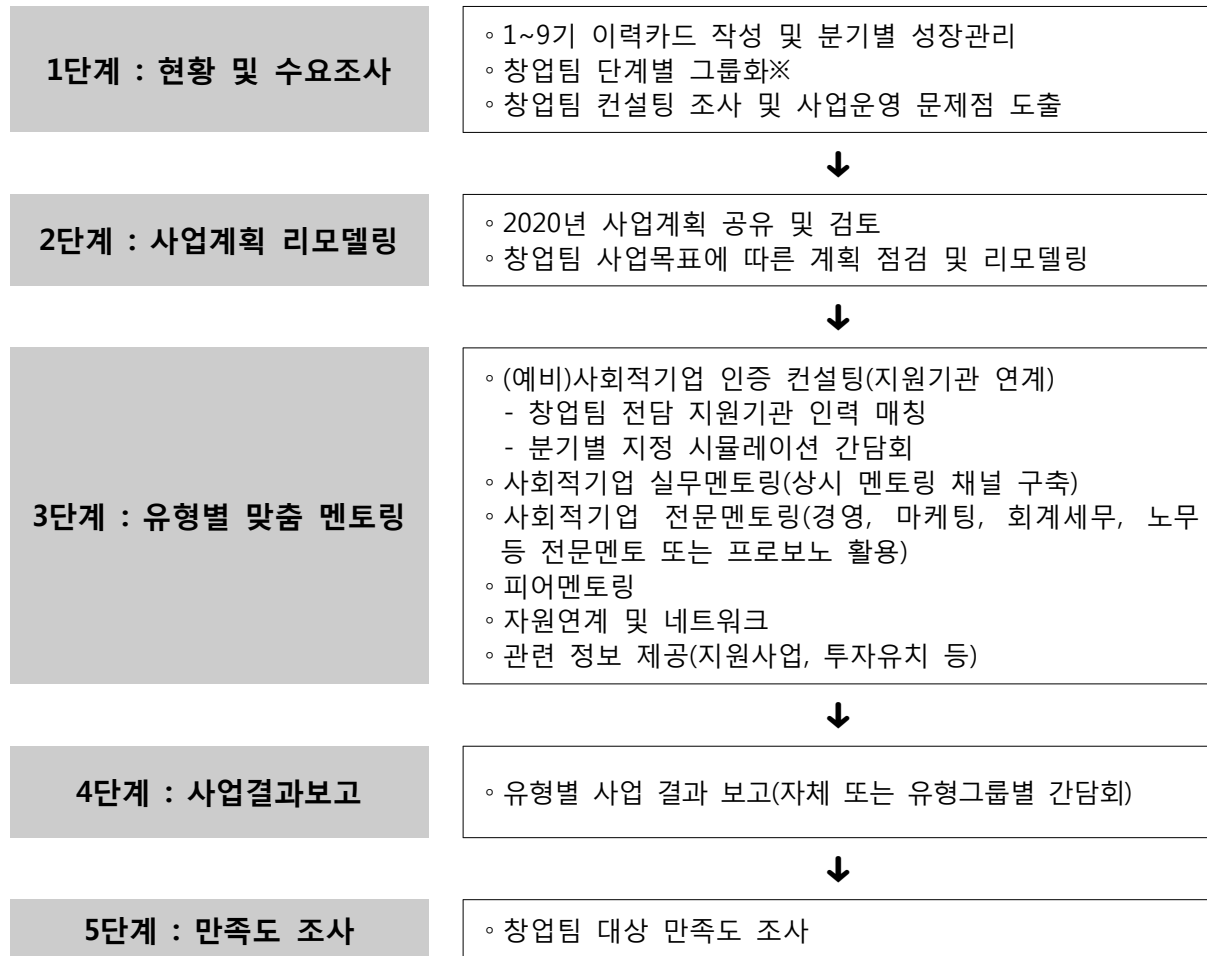 1단계 : 현황 및 수요조사
◦1~9기 이력카드 작성 및 분기별 성장관리
◦창업팀 단계별 그룹화※
◦창업팀 컨설팅 조사 및 사업운영 문제점 도출
↓
2단계 : 사업계획 리모델링
◦2020년 사업계획 공유 및 검토
◦창업팀 사업목표에 따른 계획 점검 및 리모델링
↓
3단계 : 유형별 맞춤 멘토링
◦(예비)사회적기업 인증 컨설팅(지원기관 연계)
- 창업팀 전담 지원기관 인력 매칭
- 분기별 지정 시뮬레이션 간담회
◦사회적기업 실무멘토링(상시 멘토링 채널 구축)
◦사회적기업 전문멘토링(경영, 마케팅, 회계세무, 노무
등 전문멘토 또는 프로보노 활용)
◦피어멘토링
◦자원연계 및 네트워크
◦관련 정보 제공(지원사업, 투자유치 등)
↓
4단계 : 사업결과보고
◦유형별 사업 결과 보고(자체 또는 유형그룹별 간담회)
↓
5단계 : 만족도 조사
◦창업팀 대상 만족도 조사